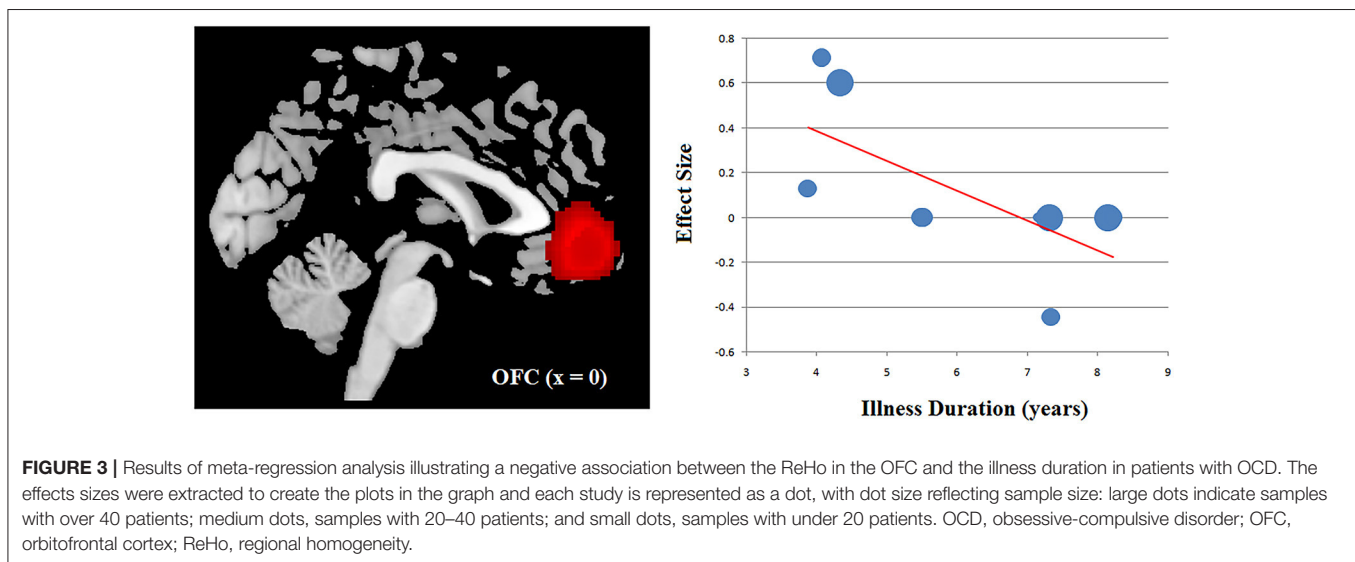 OFC (x = 0)
0.8
0.6
0.4
0.2
0
-0.2
-0.4
-0.6
Effect Size
3 4 5 6 7 8 9
Illness Duration (years)
FIGURE 3 | Results of meta-regression analysis illustrating a negative association between the ReHo in the OFC and the illness duration in patients with OCD. The
effects sizes were extracted to create the plots in the graph and each study is represented as a dot, with dot size reflecting sample size: large dots indicate samples
with over 40 patients; medium dots, samples with 20–40 patients; and small dots, samples with under 20 patients. OCD, obsessive-compulsive disorder; OFC,
orbitofrontal cortex; ReHo, regional homogeneity.